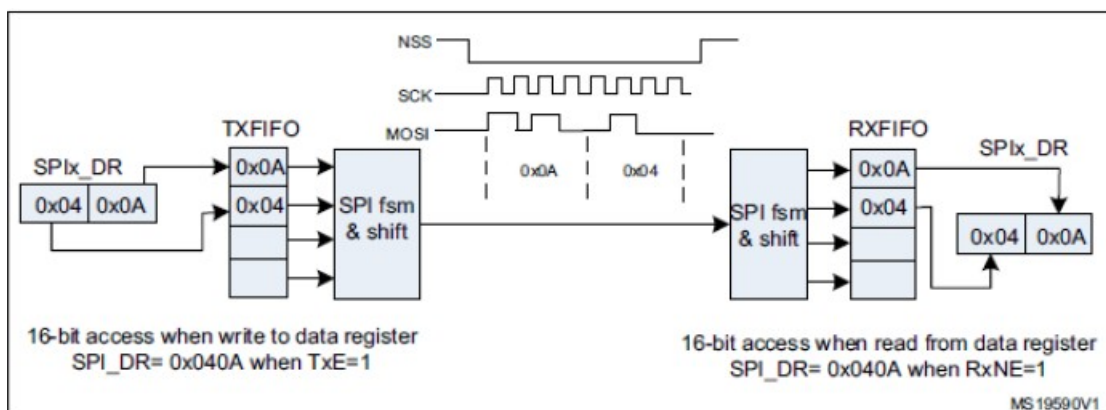 NSS
SCK
MOSI
TXFIFO
RXFIFO
SPIx_DR
SPIx_DR
0x0A
0x04
0x0A
0x04
0x04 0x0A
SPI fsm
& shift
0x0A
0x04
SPI fsm
& shift
0x04 0x0A
16-bit access when write to data register
SPI_DR= 0x040A when TxE=1
16-bit access when read from data register
SPI_DR= 0x040A when RxNE=1
MS19590V1